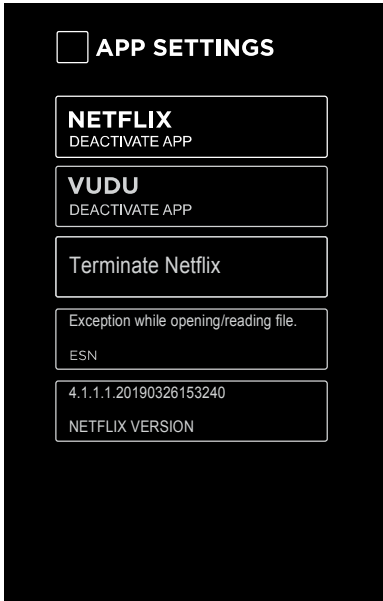 APP SETTINGS
NETFLIX
DEACTIVATE APP
VUDU
DEACTIVATE APP
Terminate Netflix
Exception while opening/reading file.
ESN
4.1.1.1.20190326153240
NETFLIX VERSION